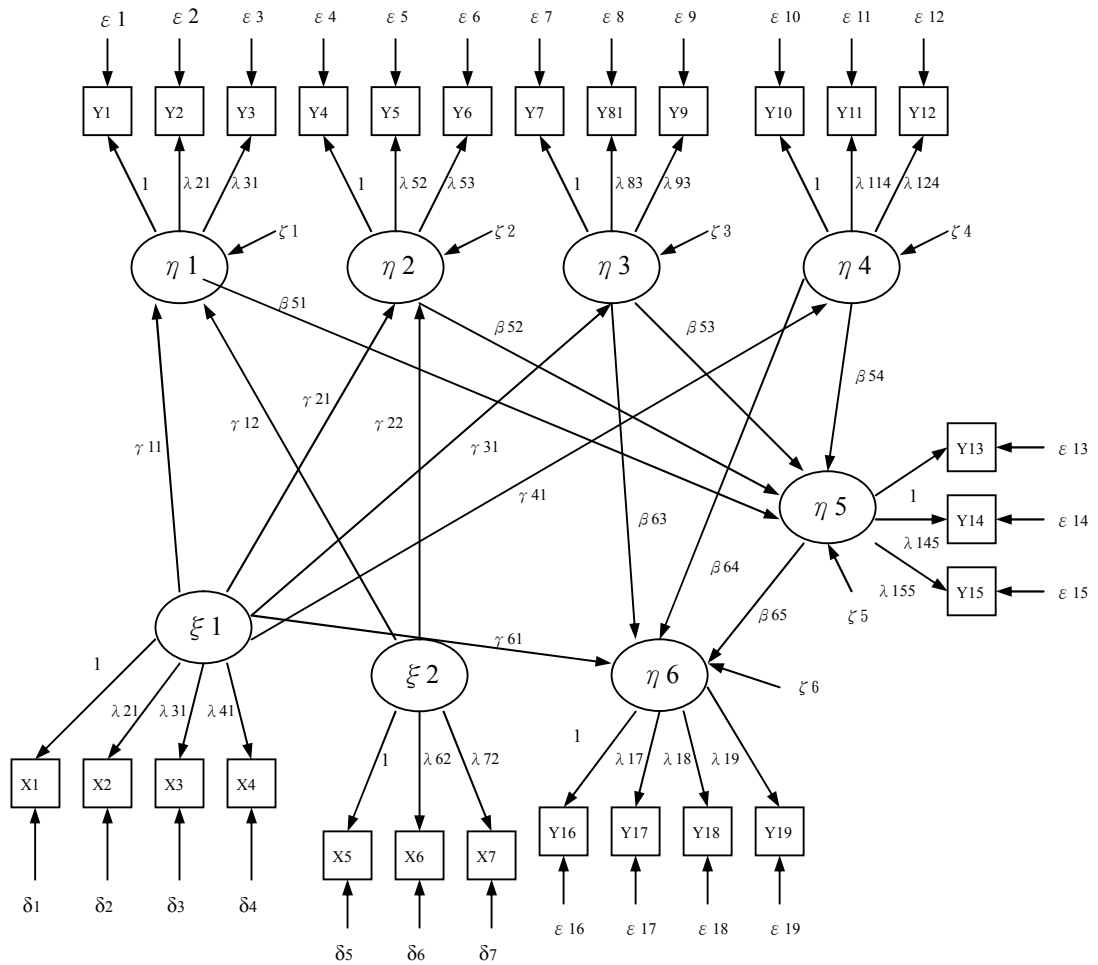 ε 1 ε 2 ε 3 ε 4 ε 5 ε 6 ε 7 ε 8 ε 9 ε 10 ε 11 ε 12
Y1 Y2 Y3 Y4 Y5 Y6 Y7 Y81 Y9 Y10 Y11 Y12
1 λ 21 λ 31 1 λ 52 λ 53 1 λ 83 λ 93 1 λ 114 λ 124
ζ 1 ζ 2 ζ 3 ζ 4
η 1 η 2 η 3 η 4
β 51 β 52 β 53
β 54
γ 11 γ 12 γ 21 γ 22 γ 31
γ 41
Y13 ε 13
1
η 5 Y14 ε 14
λ 145
λ 155 Y15 ε 15
β 63 β 64 β 65 ζ 5
ξ 1 γ 61
ξ 2 η 6 ζ 6
1 λ 21 λ 31 λ 41
1 λ 62 λ 72 1 λ 17 λ 18 λ 19
X1 X2 X3 X4
X5 X6 X7 Y16 Y17 Y18 Y19
δ1 δ2 δ3 δ4
δ5 δ6 δ7 ε 16 ε 17 ε 18 ε 19